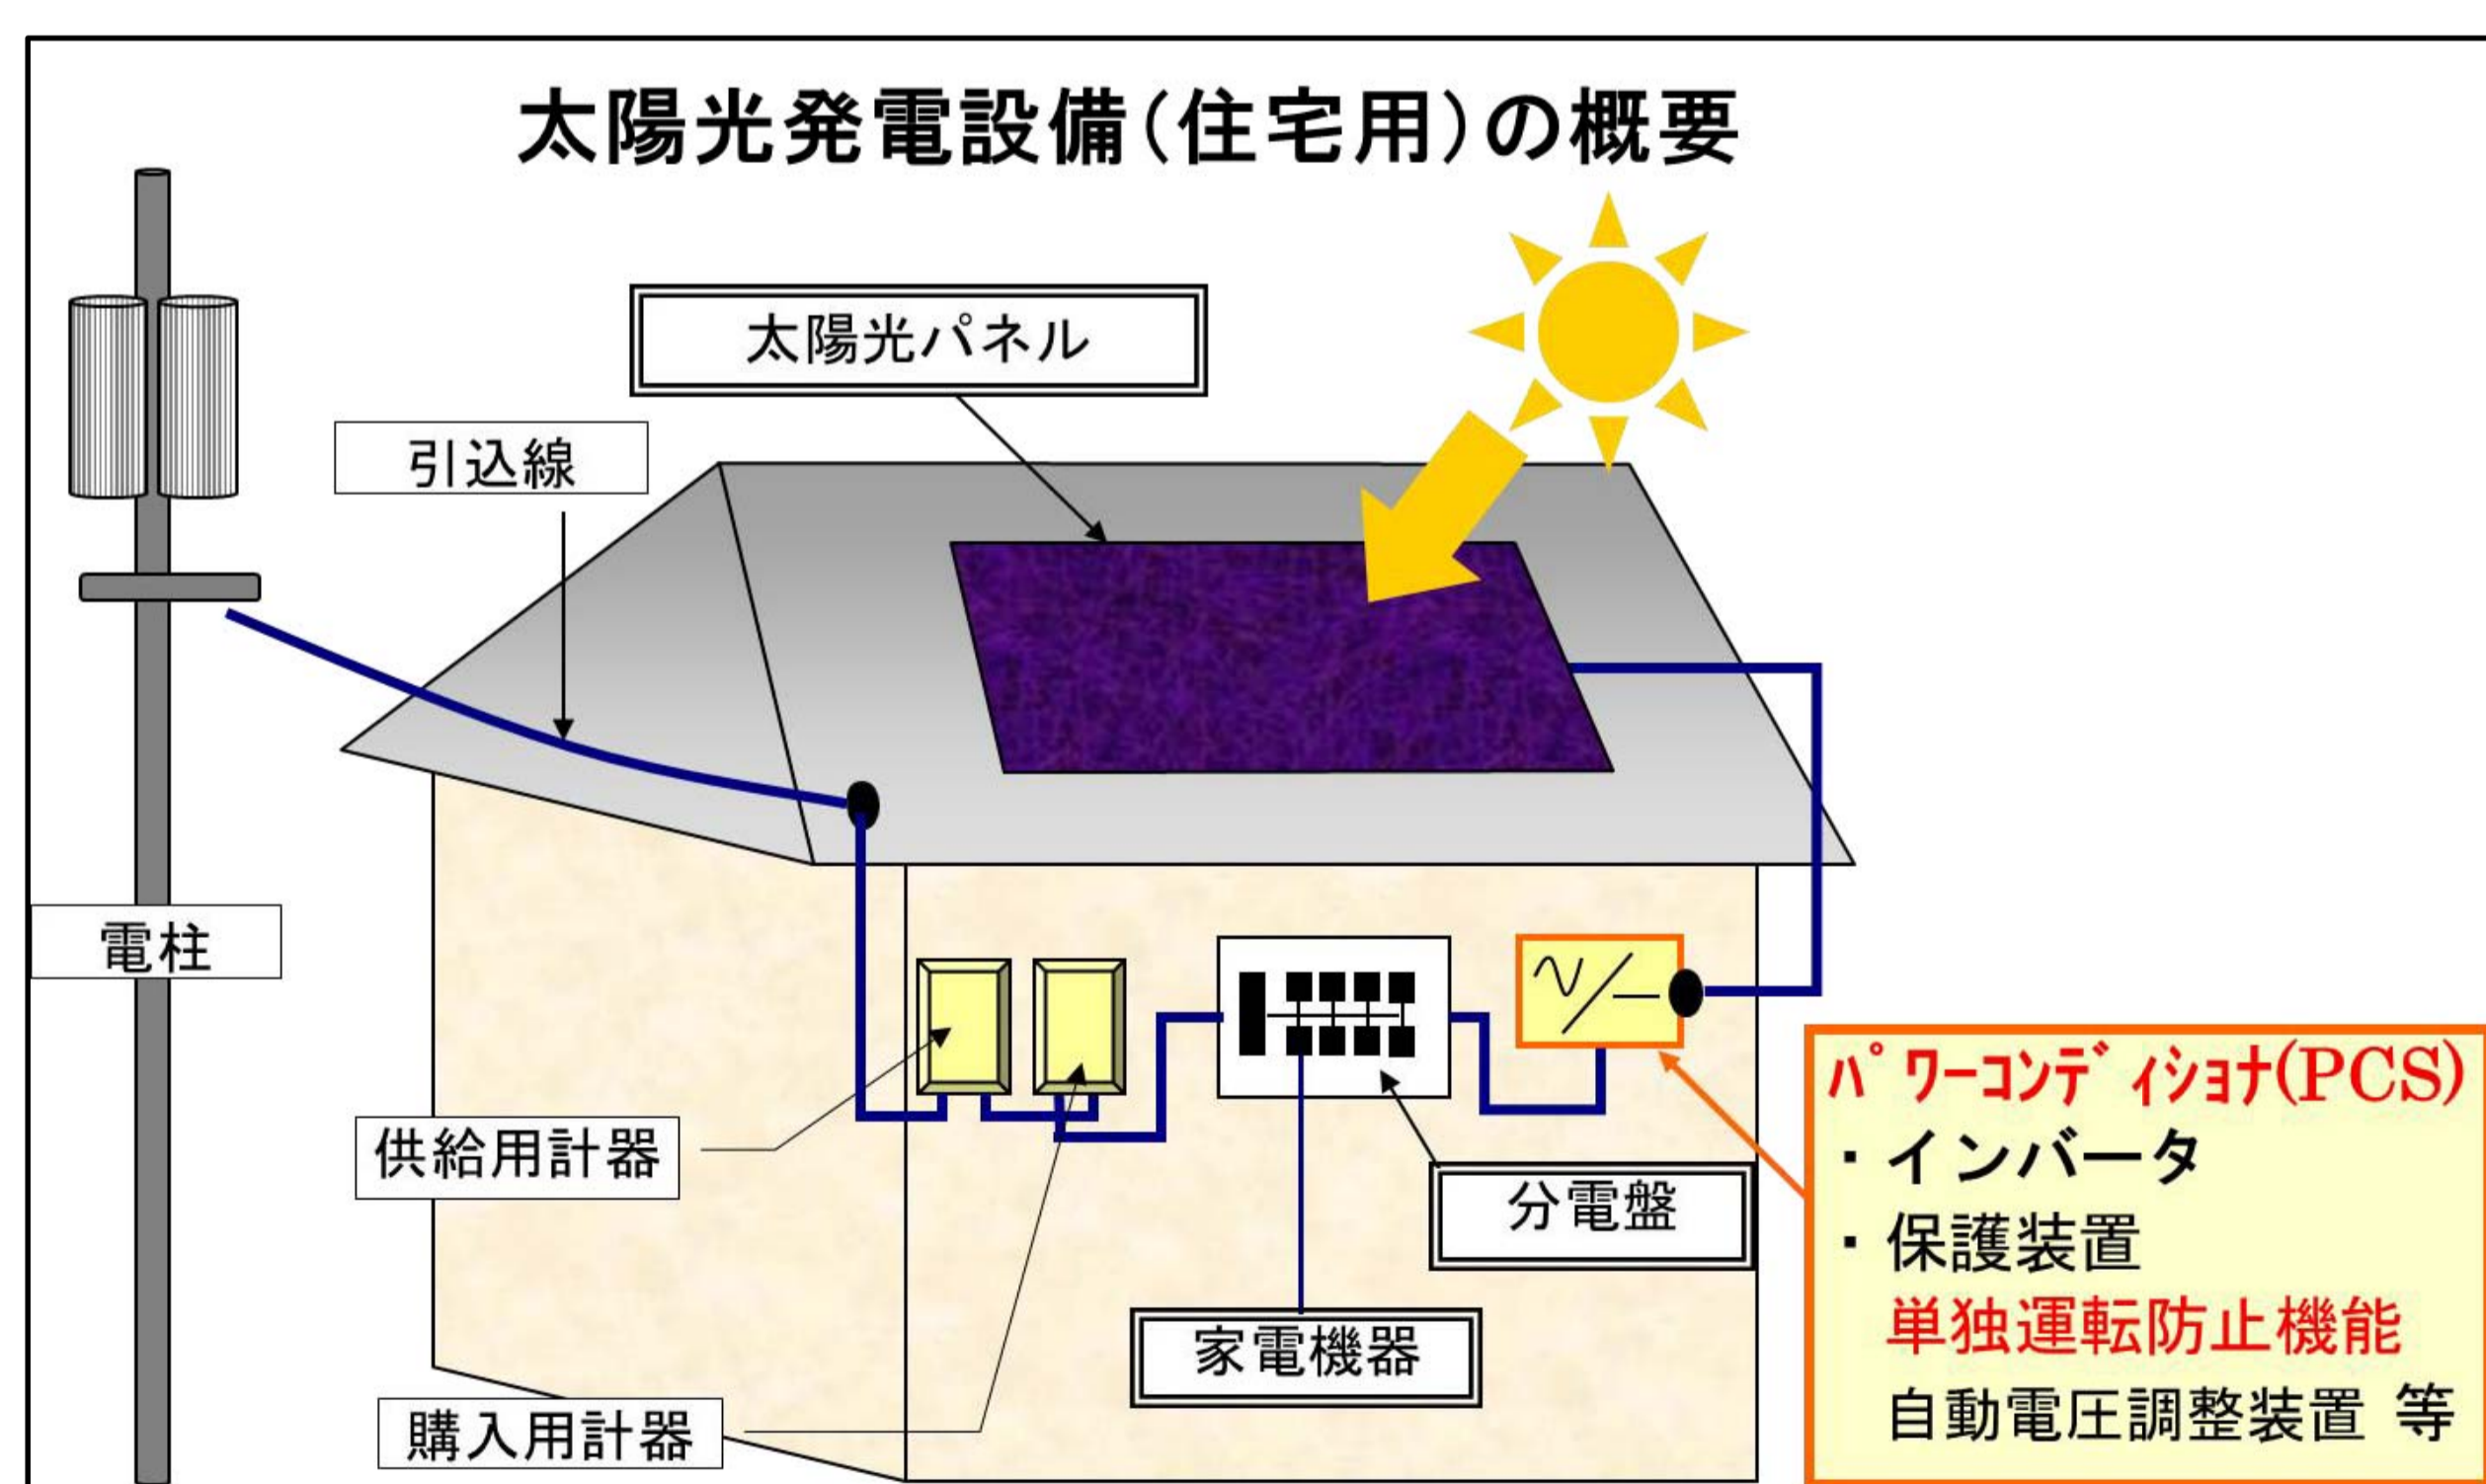 太陽光発電設備(住宅用)の概要
太陽光パネル
引込線
電柱
供給用計器
分電盤
家電機器
購入用計器
ﾊﾟﾜｰｺﾝﾃﾞｨｼｮﾅ(PCS)
・インバータ
・保護装置
単独運転防止機能
自動電圧調整装置 等